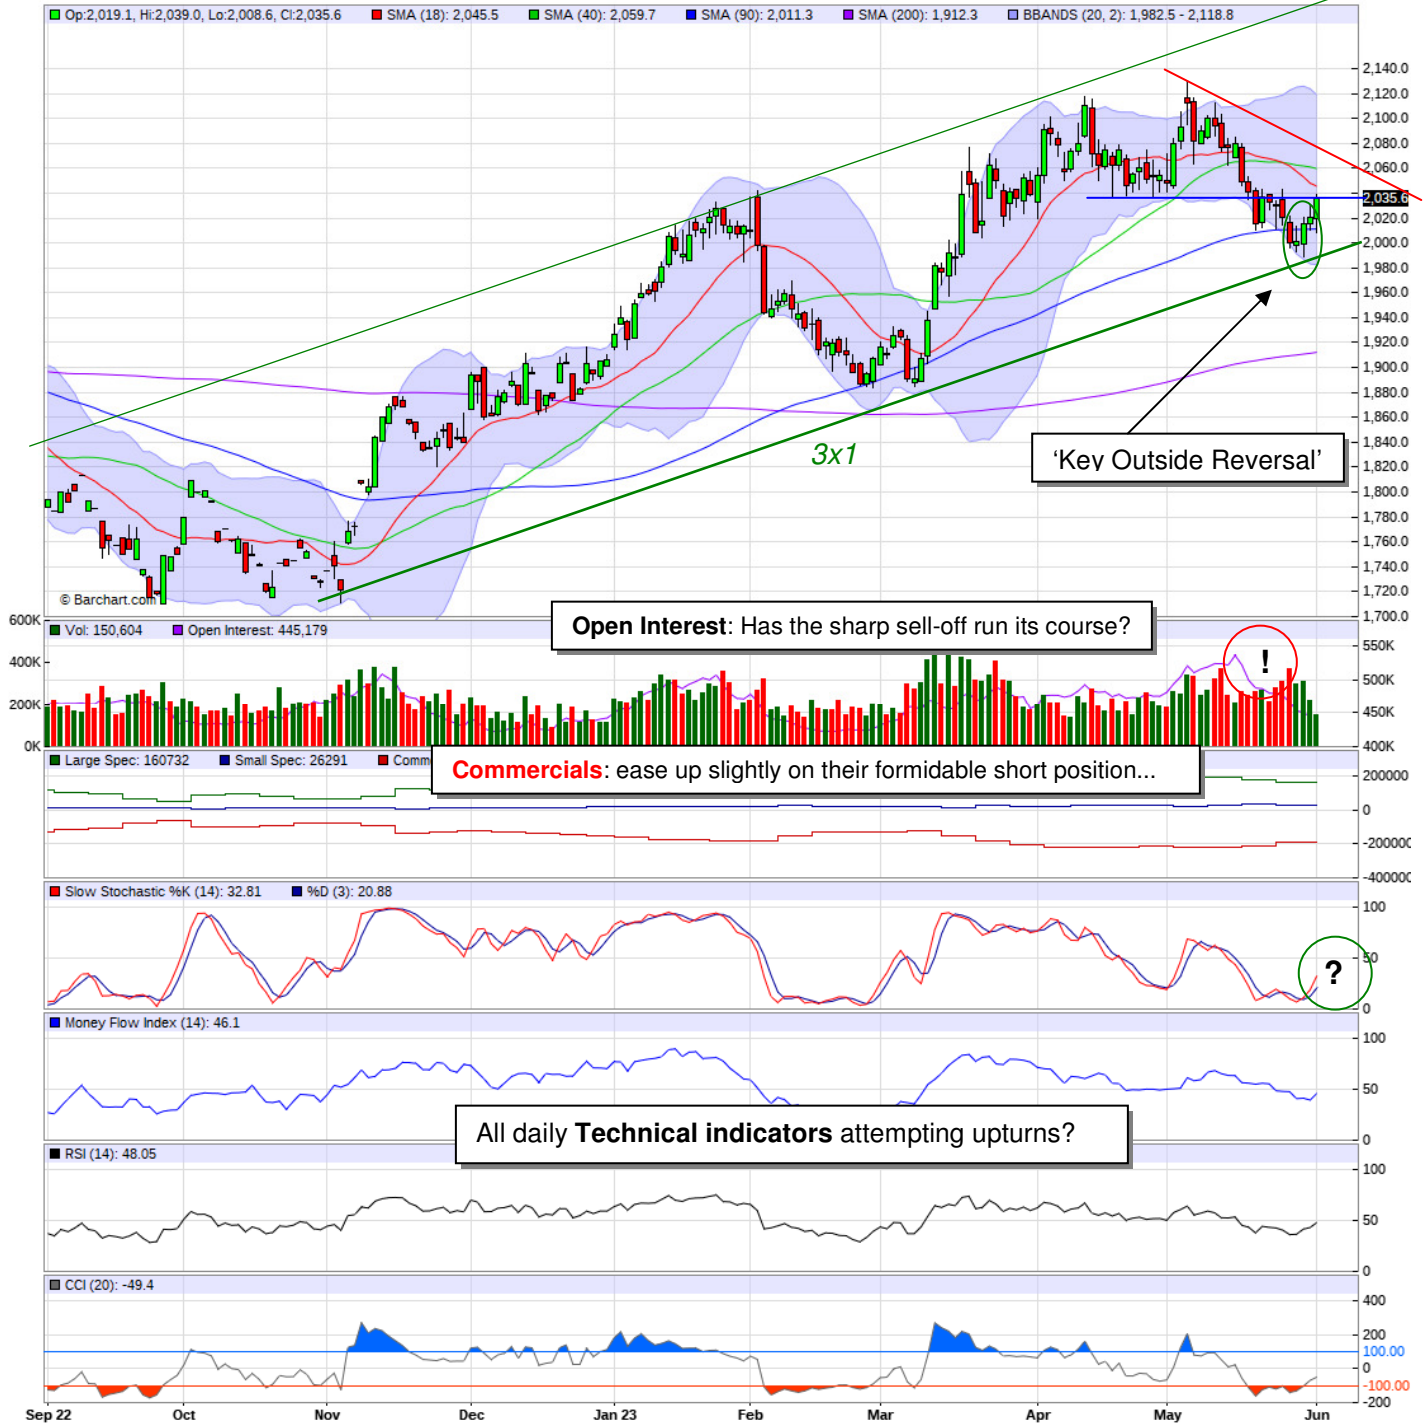 Op:2,019.1, Hi:2,039.0, Lo:2,008.6, Cl:2,035.6 SMA (18): 2,045.5 SMA (40): 2,059.7 SMA (90): 2,011.3 SMA (200): 1,912.3 BBANDS (20, 2): 1,982.5 - 2,118.8
2,140.0
2,120.0
2,100.0
2,080.0
2,060.0
2,035.6
2,020.0
2,000.0
1,980.0
1,960.0
1,940.0
1,920.0
1,900.0
1,880.0
1,860.0
1,840.0
1,820.0
1,800.0
1,780.0
1,760.0
1,740.0
1,720.0
1,700.0
3x1
‘Key Outside Reversal’
© Barchart.com
Open Interest: Has the sharp sell-off run its course?
Vol: 150,604 Open Interest: 445,179
600K
400K
200K
0K
550K
500K
450K
400K
!
Large Spec: 160732 Small Spec: 26291 Comm
Commercials: ease up slightly on their formidable short position...
200000
0
-200000
-400000
Slow Stochastic %K (14): 32.81 %D (3): 20.88
100
50
0
?
Money Flow Index (14): 46.1
100
50
0
All daily Technical indicators attempting upturns?
RSI (14): 48.05
100
50
0
CCI (20): -49.4
400
200
100.00
0
-100.00
-200
Sep 22 Oct Nov Dec Jan 23 Feb Mar Apr May Jun